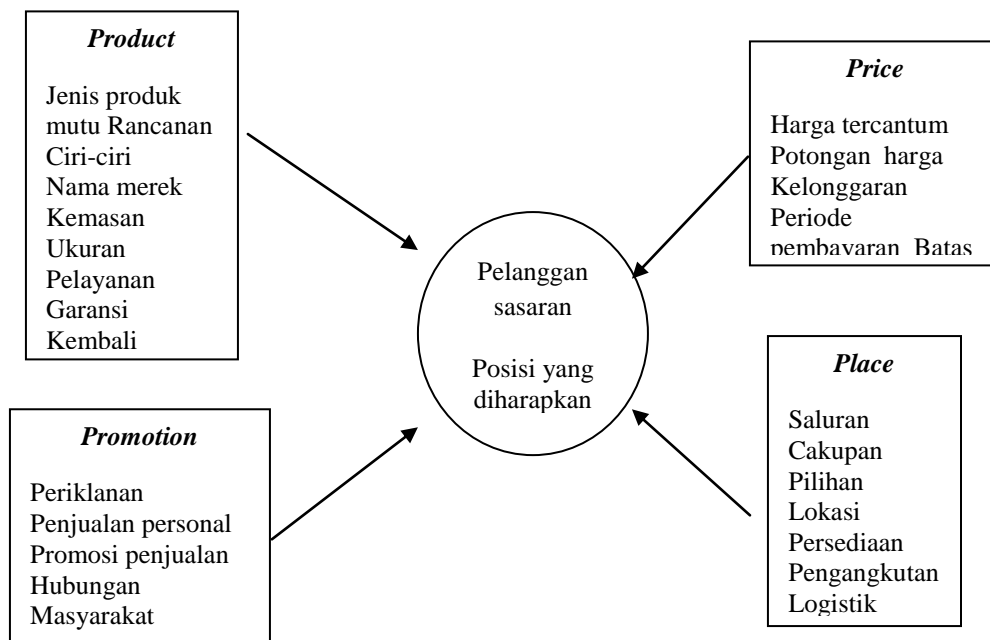 Product
Jenis produk
mutu Rancanan
Ciri-ciri
Nama merek
Kemasan
Ukuran
Pelayanan
Garansi
Kembali
Price
Harga tercantum
Potongan harga
Kelonggaran
Periode
pembayaran Batas
Pelanggan
sasaran
Posisi yang
diharapkan
Promotion
Periklanan
Penjualan personal
Promosi penjualan
Hubungan
Masyarakat
Place
Saluran
Cakupan
Pilihan
Lokasi
Persediaan
Pengangkutan
Logistik